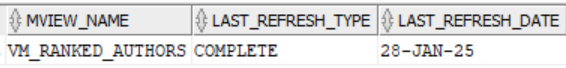 MVIEW_NAME LAST_REFRESH_TYPE LAST_REFRESH_DATE
VM_RANKED_AUTHORS COMPLETE 28-JAN-25